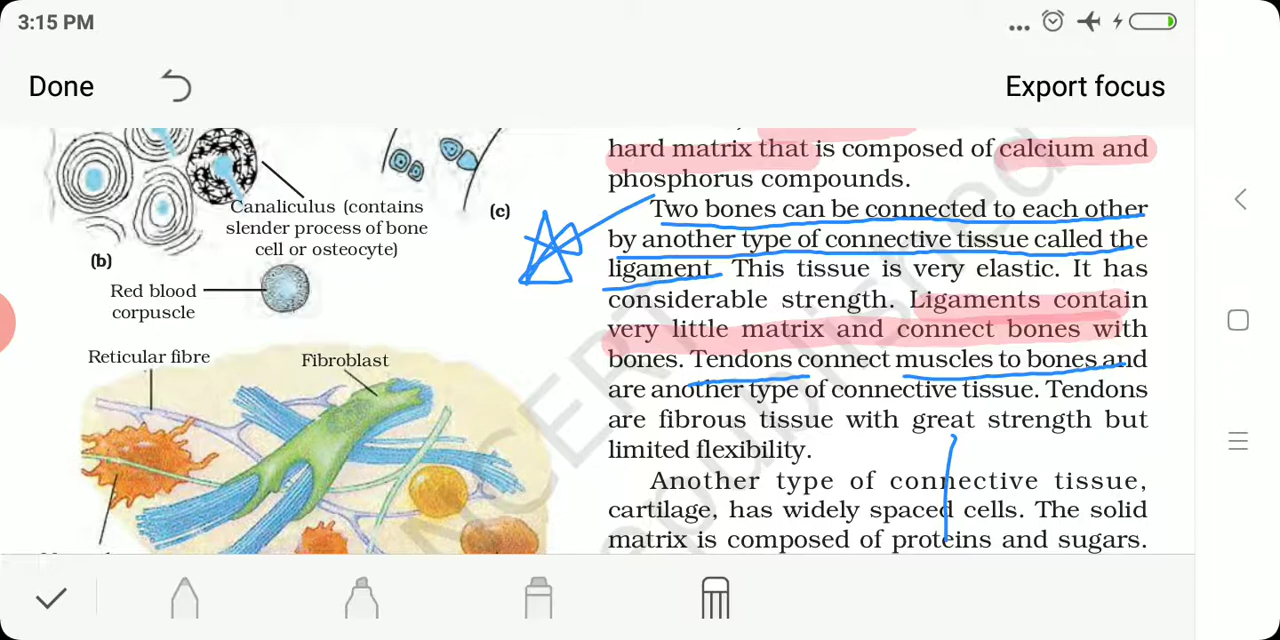 3:15 PM
Done
Export focus
Canaliculus (contains
slender process of bone
cell or osteocyte)
(c)
(b)
Red blood
corpuscle
Reticular fibre
Fibroblast
hard matrix that is composed of calcium and
phosphorus compounds.
Two bones can be connected to each other
by another type of connective tissue called the
ligament. This tissue is very elastic. It has
considerable strength. Ligaments contain
very little matrix and connect bones with
bones. Tendons connect muscles to bones and
are another type of connective tissue. Tendons
are fibrous tissue with great strength but
limited flexibility.
Another type of connective tissue,
cartilage, has widely spaced cells. The solid
matrix is composed of proteins and sugars.